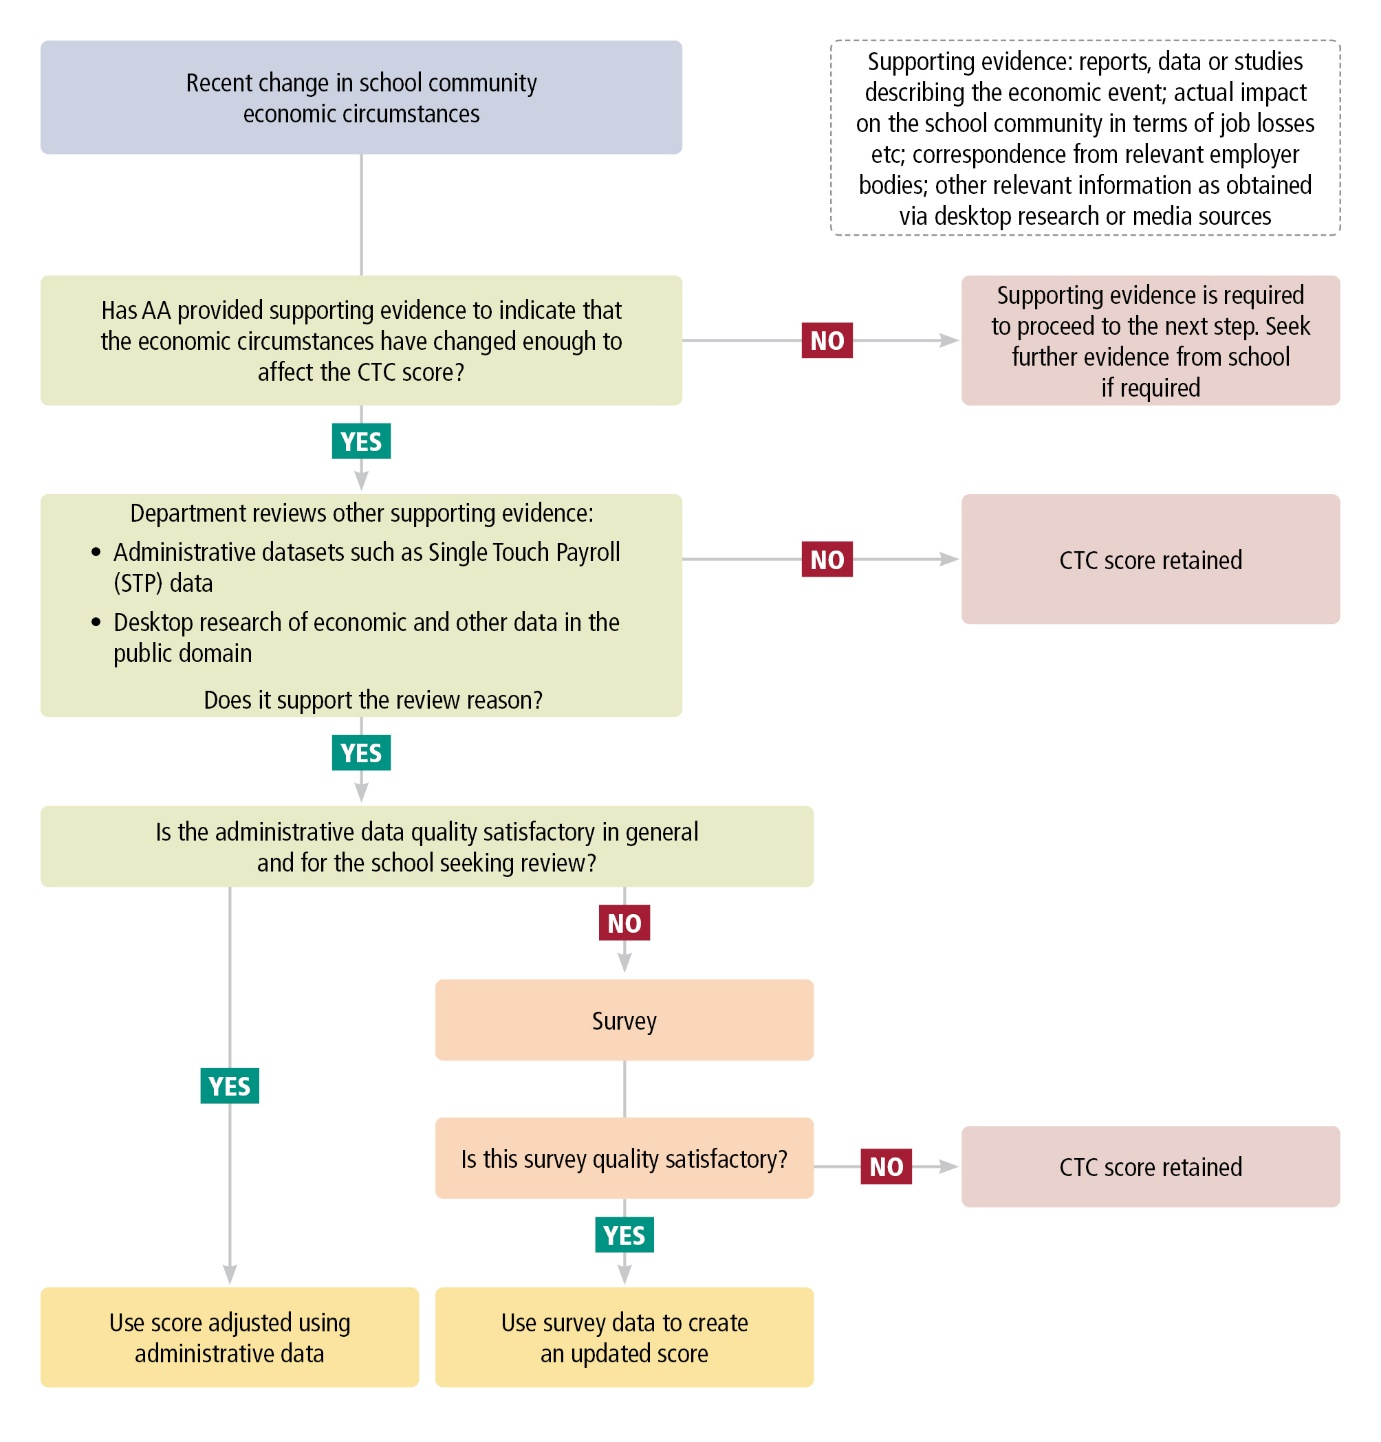 Recent change in school community
economic circumstances
Supporting evidence: reports, data or studies
describing the economic event; actual impact
on the school community in terms of job losses
etc; correspondence from relevant employer
bodies; other relevant information as obtained
via desktop research or media sources
Has AA provided supporting evidence to indicate that
the economic circumstances have changed enough to
affect the CTC score?
NO
Supporting evidence is required
to proceed to the next step. Seek
further evidence from school
if required
YES
Department reviews other supporting evidence:
• Administrative datasets such as Single Touch Payroll
(STP) data
• Desktop research of economic and other data in the
public domain
Does it support the review reason?
NO
CTC score retained
YES
Is the administrative data quality satisfactory in general
and for the school seeking review?
NO
Survey
YES
Is this survey quality satisfactory?
NO
CTC score retained
YES
Use score adjusted using
administrative data
Use survey data to create
an updated score